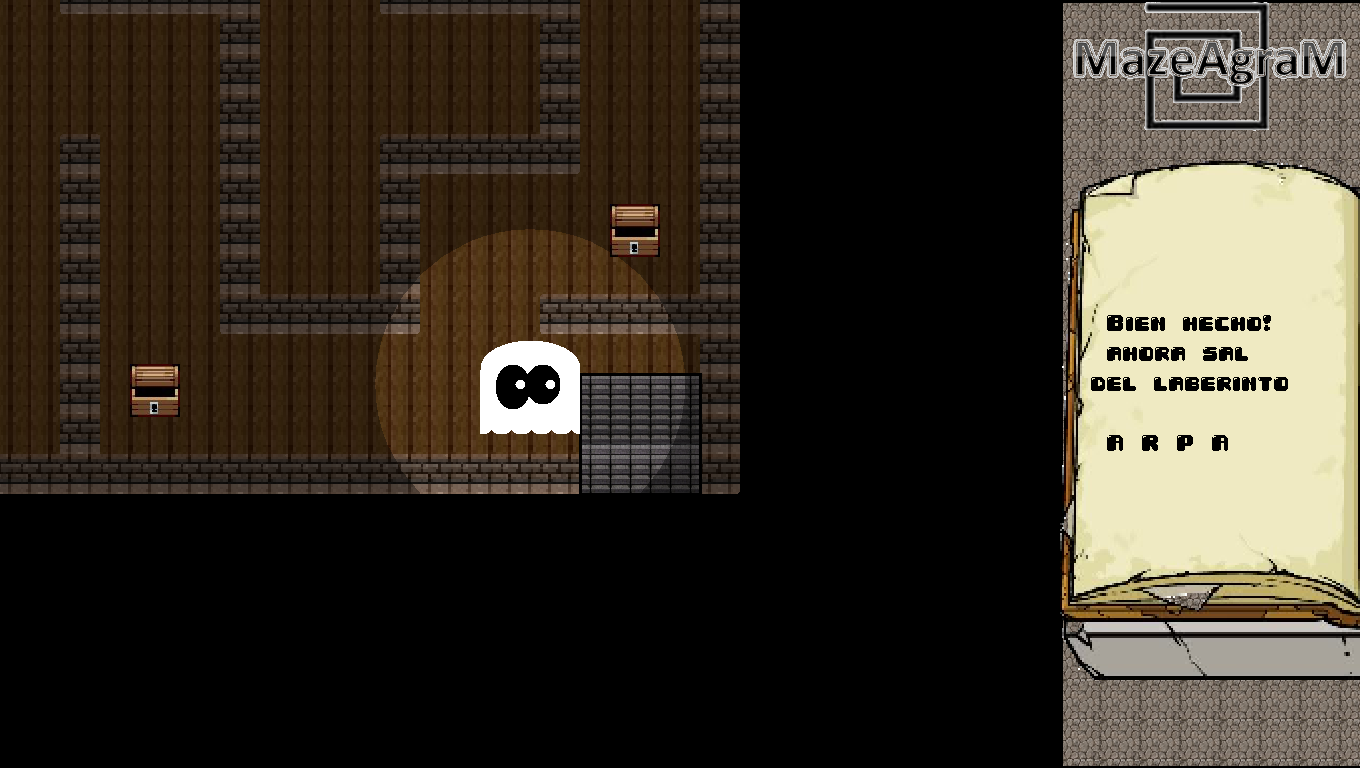 MazeAgraM
Bien hecho!
ahora sal
del laberinto
A R P A